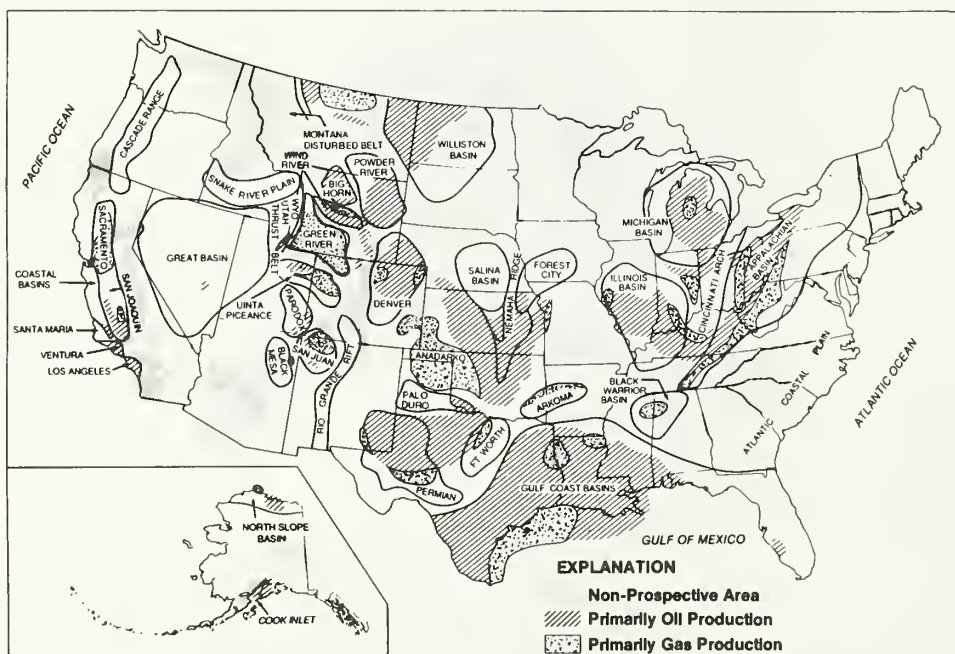 PACIFIC OCEAN
CASCADE RANGE
MONTANA
DISTURBED BELT
WILLISTON
BASIN
WIND
RIVER
POWDER
RIVER
BIG
HORN
SNAKE RIVER PLAIN
WYO
UTAH
THRUST BELT
GREEN
RIVER
MICHIGAN
BASIN
SACRAMENTO
COASTAL
BASINS
SAN JOAQUIN
GREAT BASIN
UINTA
PICEANCE
DENVER
SALINA
BASIN
NEMAHA RIDGE
FOREST
CITY
ILLINOIS
BASIN
CINCINNATI ARCH
APPALACHIAN
BASIN
SANTA MARIA
VENTURA
LOS ANGELES
PARODOX
SAN JUAN
BLACK
MESA
RIO GRANDE RIFT
ANADARKO
PALO
DURO
ARKOMA
BLACK
WARRIOR
BASIN
ATLANTIC COASTAL PLAIN
ATLANTIC OCEAN
FT WORTH
PERMIAN
GULF COAST BASINS
GULF OF MEXICO
NORTH SLOPE
BASIN
COOK INLET
EXPLANATION
Non-Prospective Area
Primarily Oil Production
Primarily Gas Production